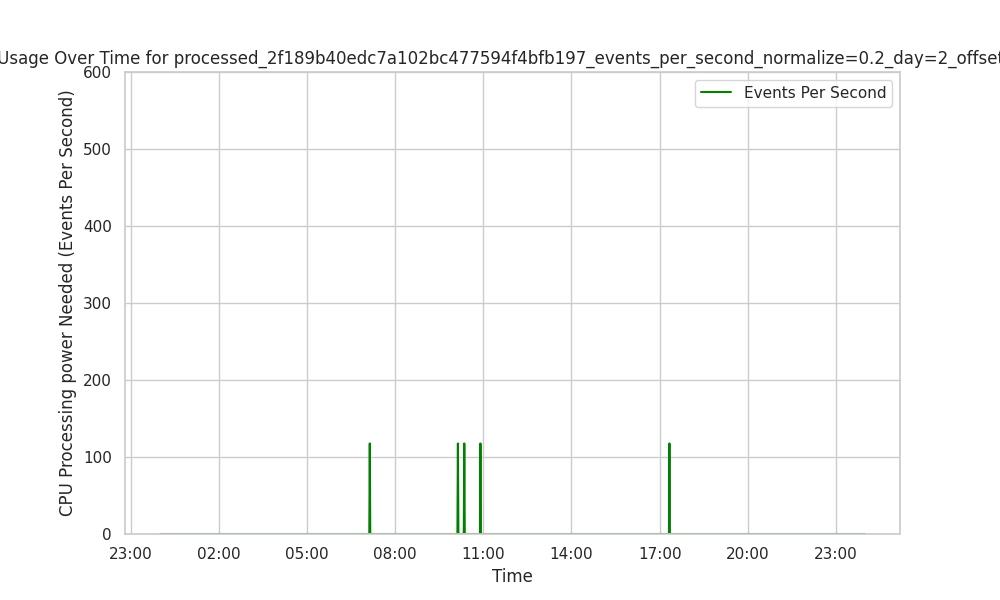 Usage Over Time for processed_2f189b40edc7a102bc477594f4bfb197_events_per_second_normalize=0.2_day=2_offset
Events Per Second
CPU Processing power Needed (Events Per Second)
600
500
400
300
200
100
0
23:00 02:00 05:00 08:00 11:00 14:00 17:00 20:00 23:00
Time